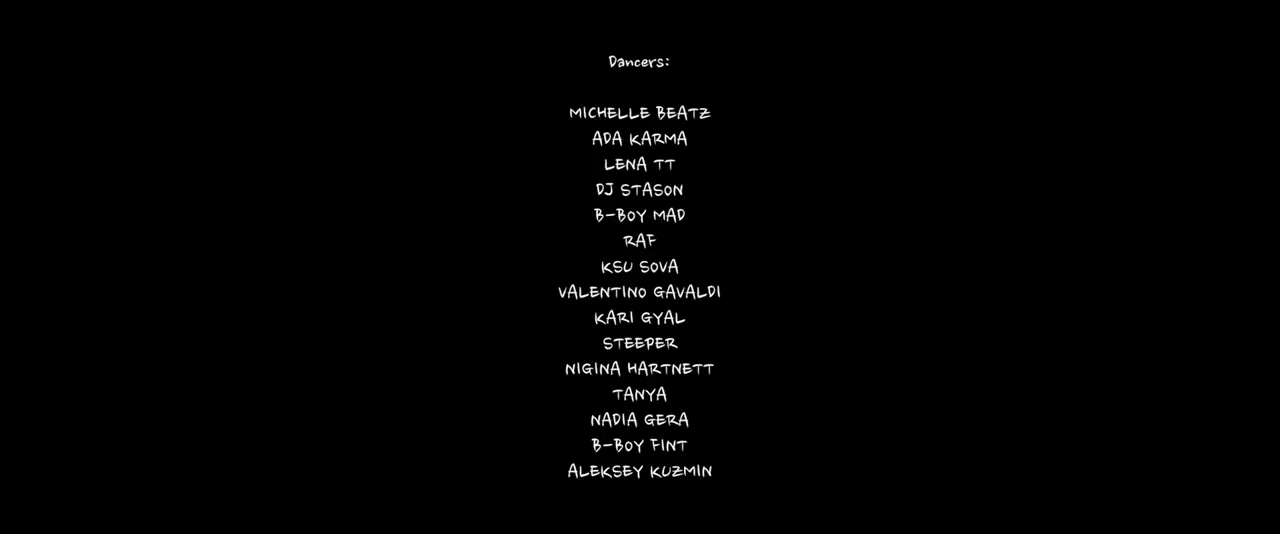 Dancers:
MICHELLE BEATZ
ADA KARMA
LENA TT
DJ STASON
B-BOY MAD
RAF
KSU SOVA
VALENTINO GAVALDI
KARI GYAL
STEEPER
NIGINA HARTNETT
TANYA
NADIA GERA
B-BOY FINT
ALEKSEY KUZMIN